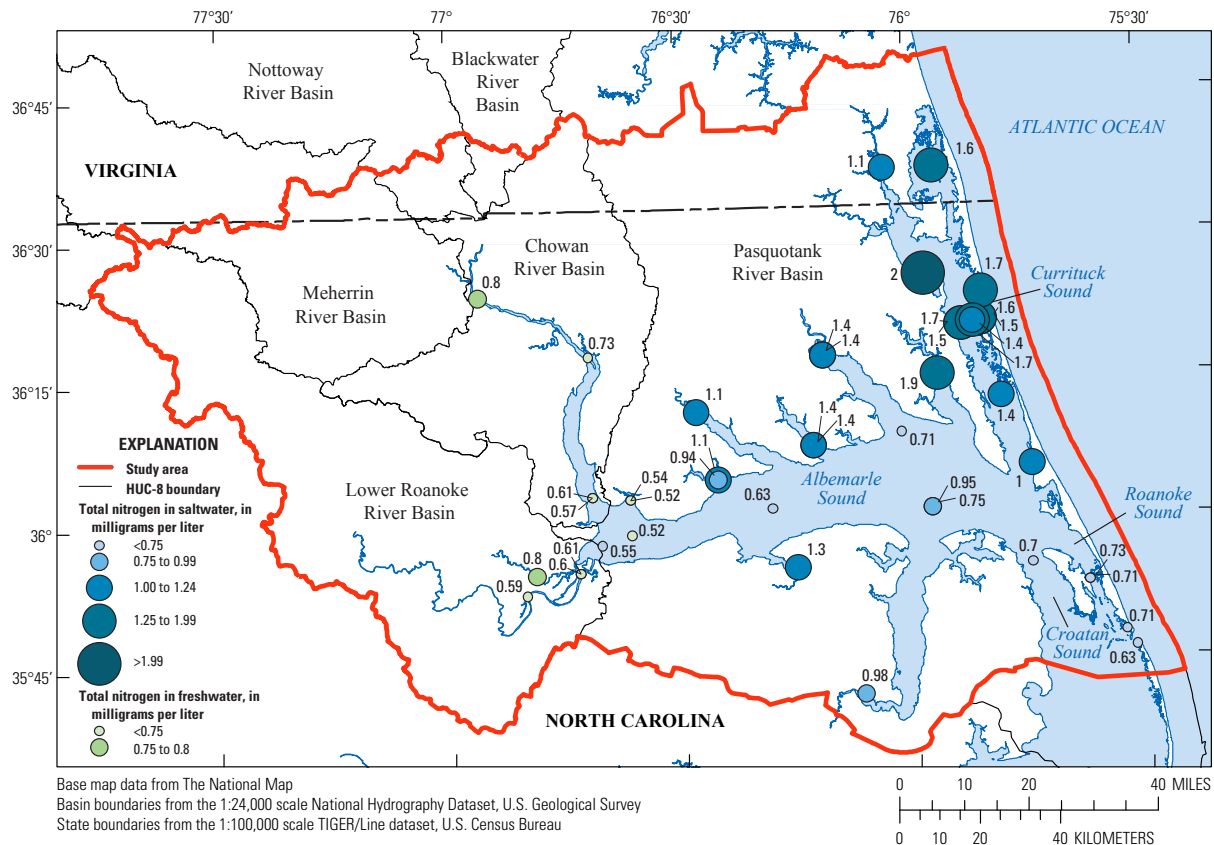 77°30'
77°
76°30'
76°
75°30'
36°45'
36°30'
36°15'
36°
35°45'
Nottoway
River Basin
Blackwater
River
Basin
ATLANTIC OCEAN
VIRGINIA
1.1
1.6
Chowan
River Basin
Pasquotank
River Basin
Meherrin
River Basin
0.8
2
1.7
Currituck
Sound
1.7
1.6
1.5
1.5
1.4
1.7
0.73
1.4
1.4
1.9
1.4
1.1
1.4
1.4
0.71
1.1
0.94
Albemarle
Sound
1
Lower Roanoke
River Basin
0.61
0.57
0.54
0.52
0.63
0.95
0.75
Roanoke
Sound
0.52
0.61
0.55
0.8
0.6
0.59
1.3
0.7
0.73
0.71
0.71
Croatan
Sound
0.63
0.98
NORTH CAROLINA
EXPLANATION
Study area
HUC-8 boundary
Total nitrogen in saltwater, in
milligrams per liter
<0.75
0.75 to 0.99
1.00 to 1.24
1.25 to 1.99
>1.99
Total nitrogen in freshwater, in
milligrams per liter
<0.75
0.75 to 0.8
Base map data from The National Map
Basin boundaries from the 1:24,000 scale National Hydrography Dataset, U.S. Geological Survey
State boundaries from the 1:100,000 scale TIGER/Line dataset, U.S. Census Bureau
0 10 20 40 MILES
0 10 20 40 KILOMETERS